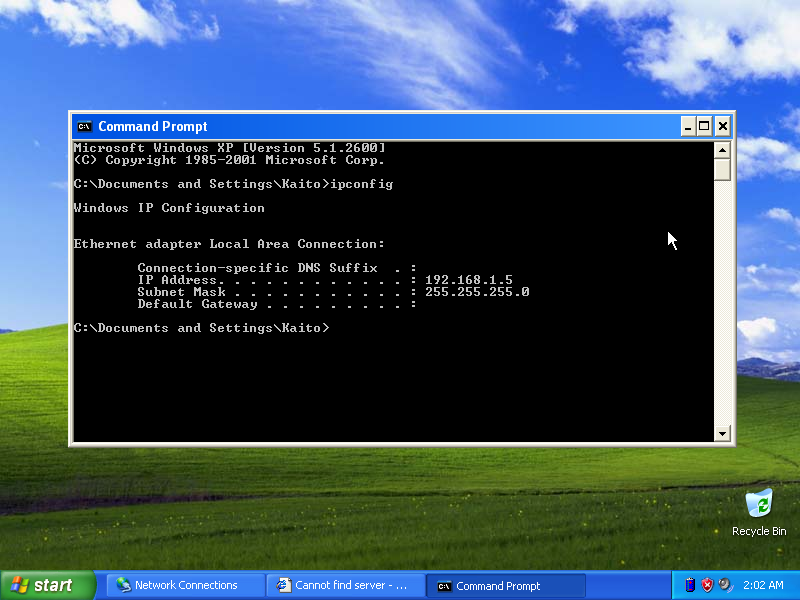 Command Prompt
Microsoft Windows XP [Version 5.1.2600]
(C) Copyright 1985-2001 Microsoft Corp.
C:\Documents and Settings\Kaito>ipconfig
Windows IP Configuration
Ethernet adapter Local Area Connection:
Connection-specific DNS Suffix . :
IP Address. . . . . . . . . . . . : 192.168.1.5
Subnet Mask . . . . . . . . . . . : 255.255.255.0
Default Gateway . . . . . . . . . :
C:\Documents and Settings\Kaito>
Recycle Bin
start
Network Connections
Cannot find server - ...
Command Prompt
2:02 AM